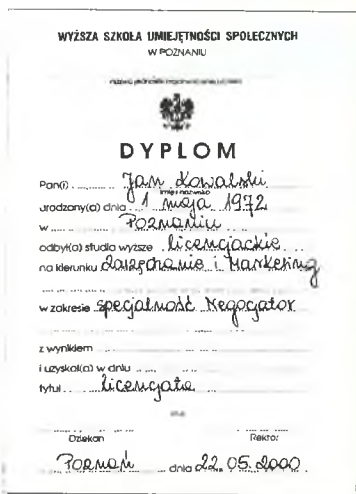 WYŻSZA SZKOŁA UMIEJĘTNOŚCI SPOŁECZNYCH
W POZNANIU
DYPLOM
Pan(i) Jan Kowalski
imię i nazwisko
urodzony(a) dnia 1 maja 1972
w Poznaniu
odbył(a) studia wyższe licencjackie
na kierunku Zarządzanie i Marketing
w zakresie specjalność Negocjator
z wynikiem
i uzyskał(a) w dniu
tytuł licencjata
Dziekan Rektor
Poznań dnia 22.05.2000